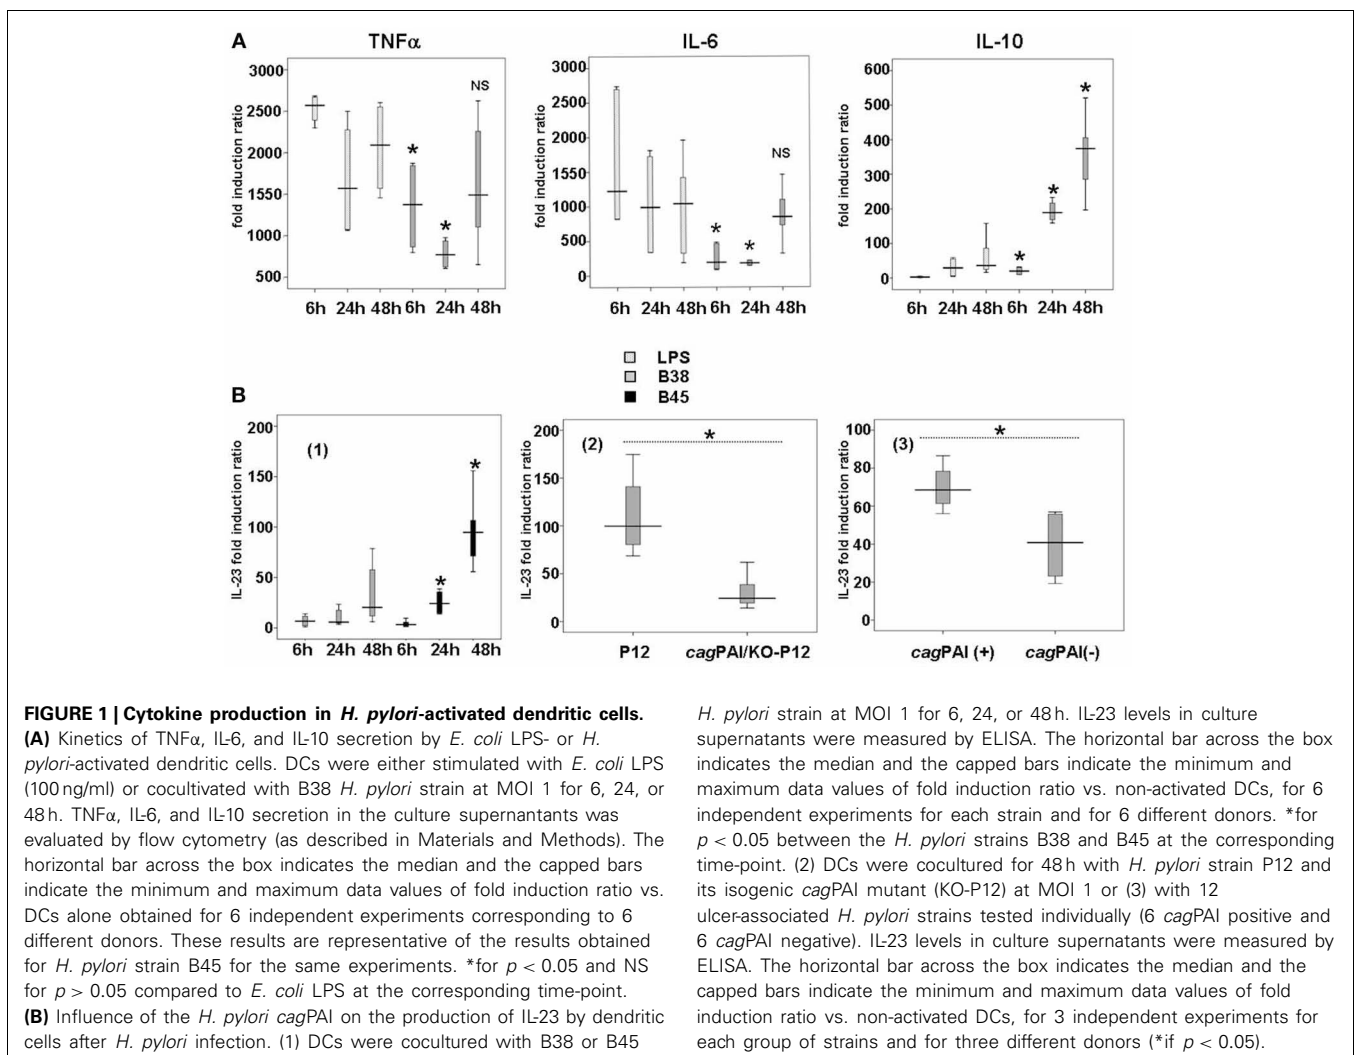 A
TNFα
IL-6
IL-10
fold induction ratio
3000
2500
2000
1550
1000
500
*
*
NS
6h 24h 48h 6h 24h 48h
fold induction ratio
3000
2500
2000
1550
1000
500
0
*
*
NS
6h 24h 48h 6h 24h 48h
fold induction ratio
600
500
400
300
200
100
0
*
*
*
6h 24h 48h 6h 24h 48h
LPS
B38
B45
B
IL-23 fold induction ratio
200
150
100
50
0
(1)
*
*
6h 24h 48h 6h 24h 48h
IL-23 fold induction ratio
200
150
100
50
0
(2)
*
P12 cagPAI/KO-P12
IL-23 fold induction ratio
100
80
60
40
20
0
(3)
*
cagPAI (+) cagPAI(-)
FIGURE 1 | Cytokine production in H. pylori-activated dendritic cells.
(A) Kinetics of TNFα, IL-6, and IL-10 secretion by E. coli LPS- or H.
pylori-activated dendritic cells. DCs were either stimulated with E. coli LPS
(100 ng/ml) or cocultivated with B38 H. pylori strain at MOI 1 for 6, 24, or
48 h. TNFα, IL-6, and IL-10 secretion in the culture supernantants was
evaluated by flow cytometry (as described in Materials and Methods). The
horizontal bar across the box indicates the median and the capped bars
indicate the minimum and maximum data values of fold induction ratio vs.
DCs alone obtained for 6 independent experiments corresponding to 6
different donors. These results are representative of the results obtained
for H. pylori strain B45 for the same experiments. *for p < 0.05 and NS
for p > 0.05 compared to E. coli LPS at the corresponding time-point.
(B) Influence of the H. pylori cagPAI on the production of IL-23 by dendritic
cells after H. pylori infection. (1) DCs were cocultured with B38 or B45
H. pylori strain at MOI 1 for 6, 24, or 48 h. IL-23 levels in culture
supernatants were measured by ELISA. The horizontal bar across the box
indicates the median and the capped bars indicate the minimum and
maximum data values of fold induction ratio vs. non-activated DCs, for 6
independent experiments for each strain and for 6 different donors. *for
p < 0.05 between the H. pylori strains B38 and B45 at the corresponding
time-point. (2) DCs were cocultured for 48 h with H. pylori strain P12 and
its isogenic cagPAI mutant (KO-P12) at MOI 1 or (3) with 12
ulcer-associated H. pylori strains tested individually (6 cagPAI positive and
6 cagPAI negative). IL-23 levels in culture supernatants were measured by
ELISA. The horizontal bar across the box indicates the median and the
capped bars indicate the minimum and maximum data values of fold
induction ratio vs. non-activated DCs, for 3 independent experiments for
each group of strains and for three different donors (*if p < 0.05).